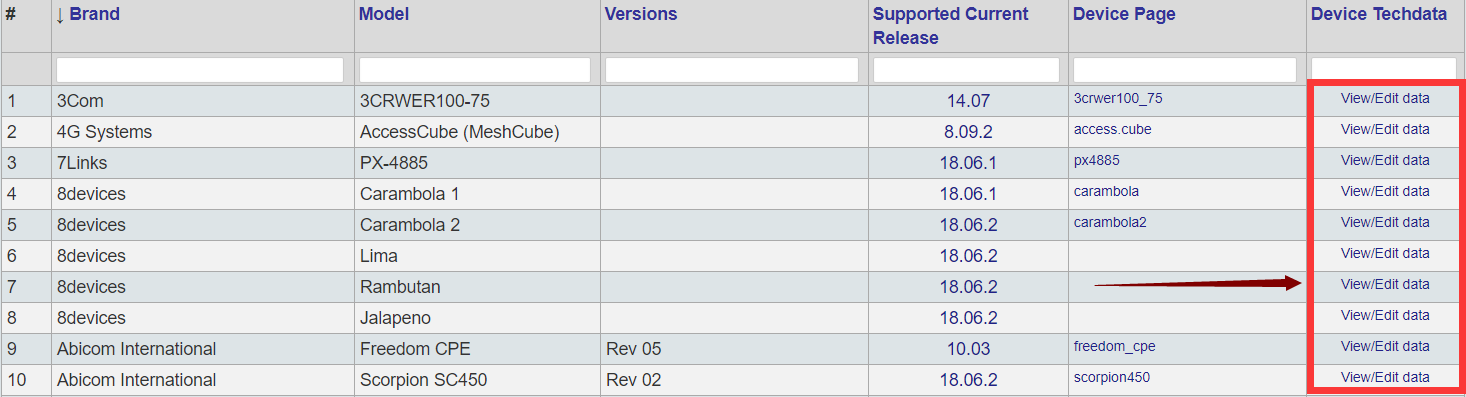 # ↓ Brand Model Versions Supported Current Release Device Page Device Techdata
1 3Com 3CRWER100-75 14.07 3crwer100_75 View/Edit data
2 4G Systems AccessCube (MeshCube) 8.09.2 access.cube View/Edit data
3 7Links PX-4885 18.06.1 px4885 View/Edit data
4 8devices Carambola 1 18.06.1 carambola View/Edit data
5 8devices Carambola 2 18.06.2 carambola2 View/Edit data
6 8devices Lima 18.06.2 View/Edit data
7 8devices Rambutan 18.06.2 View/Edit data
8 8devices Jalapeno 18.06.2 View/Edit data
9 Abicom International Freedom CPE Rev 05 10.03 freedom_cpe View/Edit data
10 Abicom International Scorpion SC450 Rev 02 18.06.2 scorpion450 View/Edit data